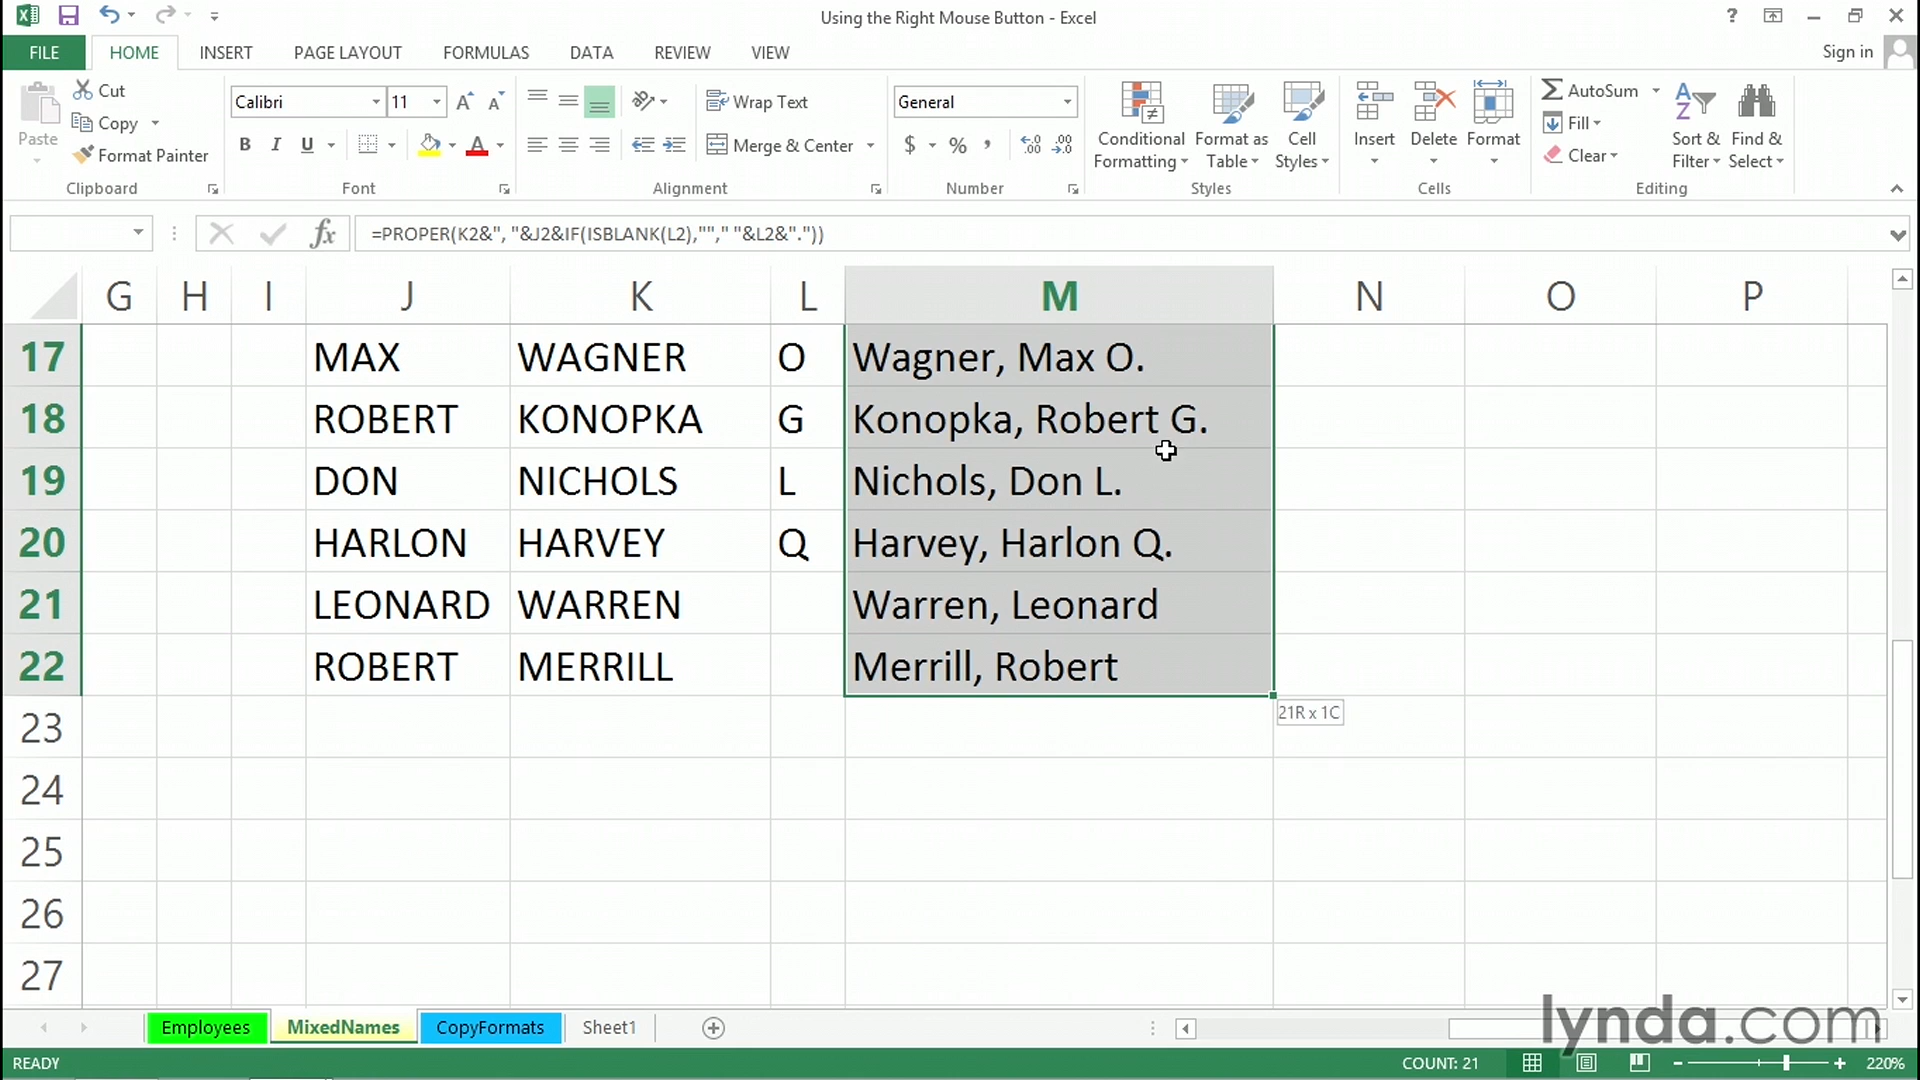 Using the Right Mouse Button - Excel
?
FILE HOME INSERT PAGE LAYOUT FORMULAS DATA REVIEW VIEW Sign in
Paste
Cut
Copy
Format Painter
Clipboard
Calibri 11 A A
B I U A
Font
Wrap Text
Merge & Center
Alignment
General
$ % , .00 .00
Number
Conditional Formatting
Format as Table
Cell Styles
Styles
Insert Delete Format
Cells
AutoSum
Fill
Clear
Sort & Filter
Find & Select
Editing
fx =PROPER(K2&", "&J2&IF(ISBLANK(L2),""," "&L2&"."))
G H I J K L M N O P
17 MAX WAGNER O Wagner, Max O.
18 ROBERT KONOPKA G Konopka, Robert G.
19 DON NICHOLS L Nichols, Don L.
20 HARLON HARVEY Q Harvey, Harlon Q.
21 LEONARD WARREN Warren, Leonard
22 ROBERT MERRILL Merrill, Robert
21R x 1C
23
24
25
26
27
Employees MixedNames CopyFormats Sheet1
lynda.com
READY COUNT: 21 220%